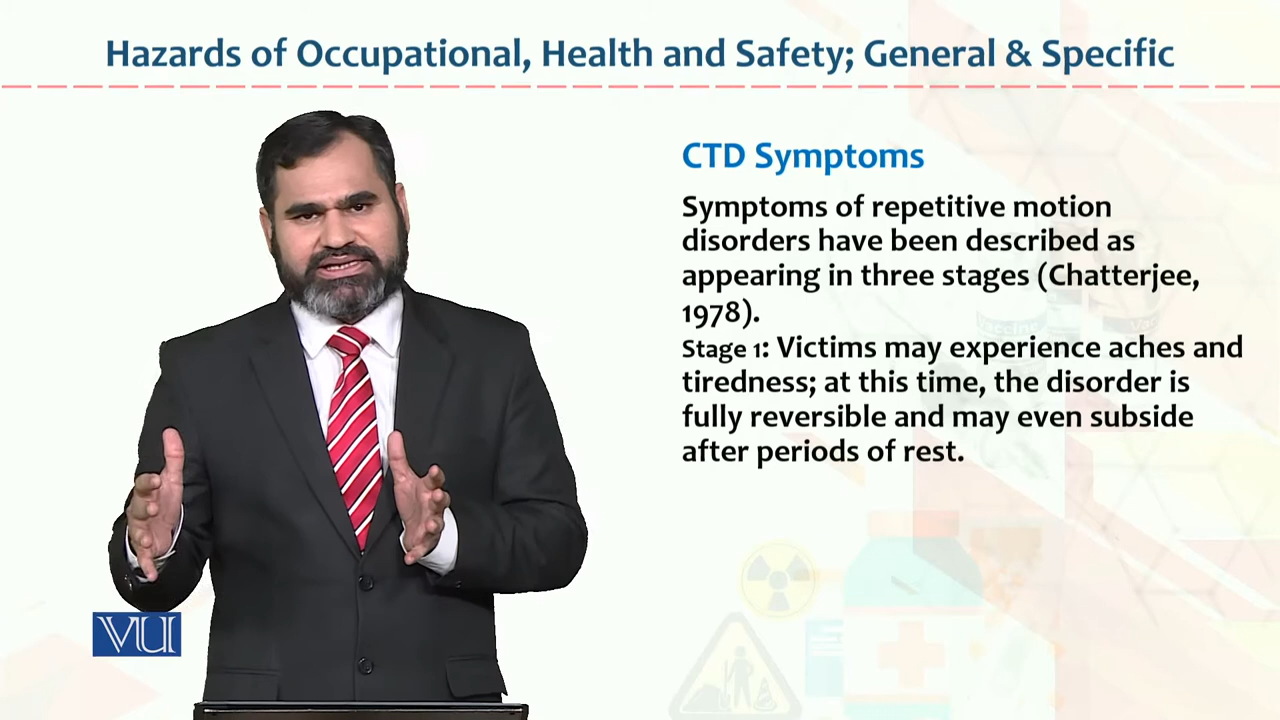 Hazards of Occupational, Health and Safety; General & Specific
CTD Symptoms
Symptoms of repetitive motion
disorders have been described as
appearing in three stages (Chatterjee,
1978).
Stage 1: Victims may experience aches and
tiredness; at this time, the disorder is
fully reversible and may even subside
after periods of rest.
Vaccine
VU